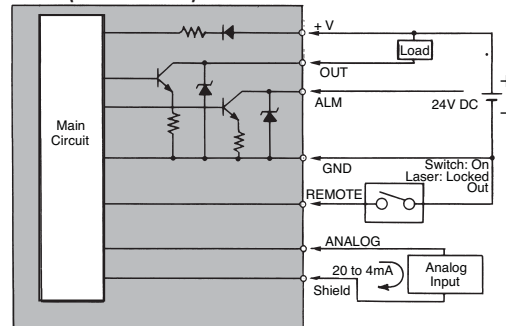 + V
Load
OUT
ALM
24V DC
Main
Circuit
GND
Switch: On
Laser: Locked
Out
REMOTE
ANALOG
20 to 4mA
Analog
Input
Shield